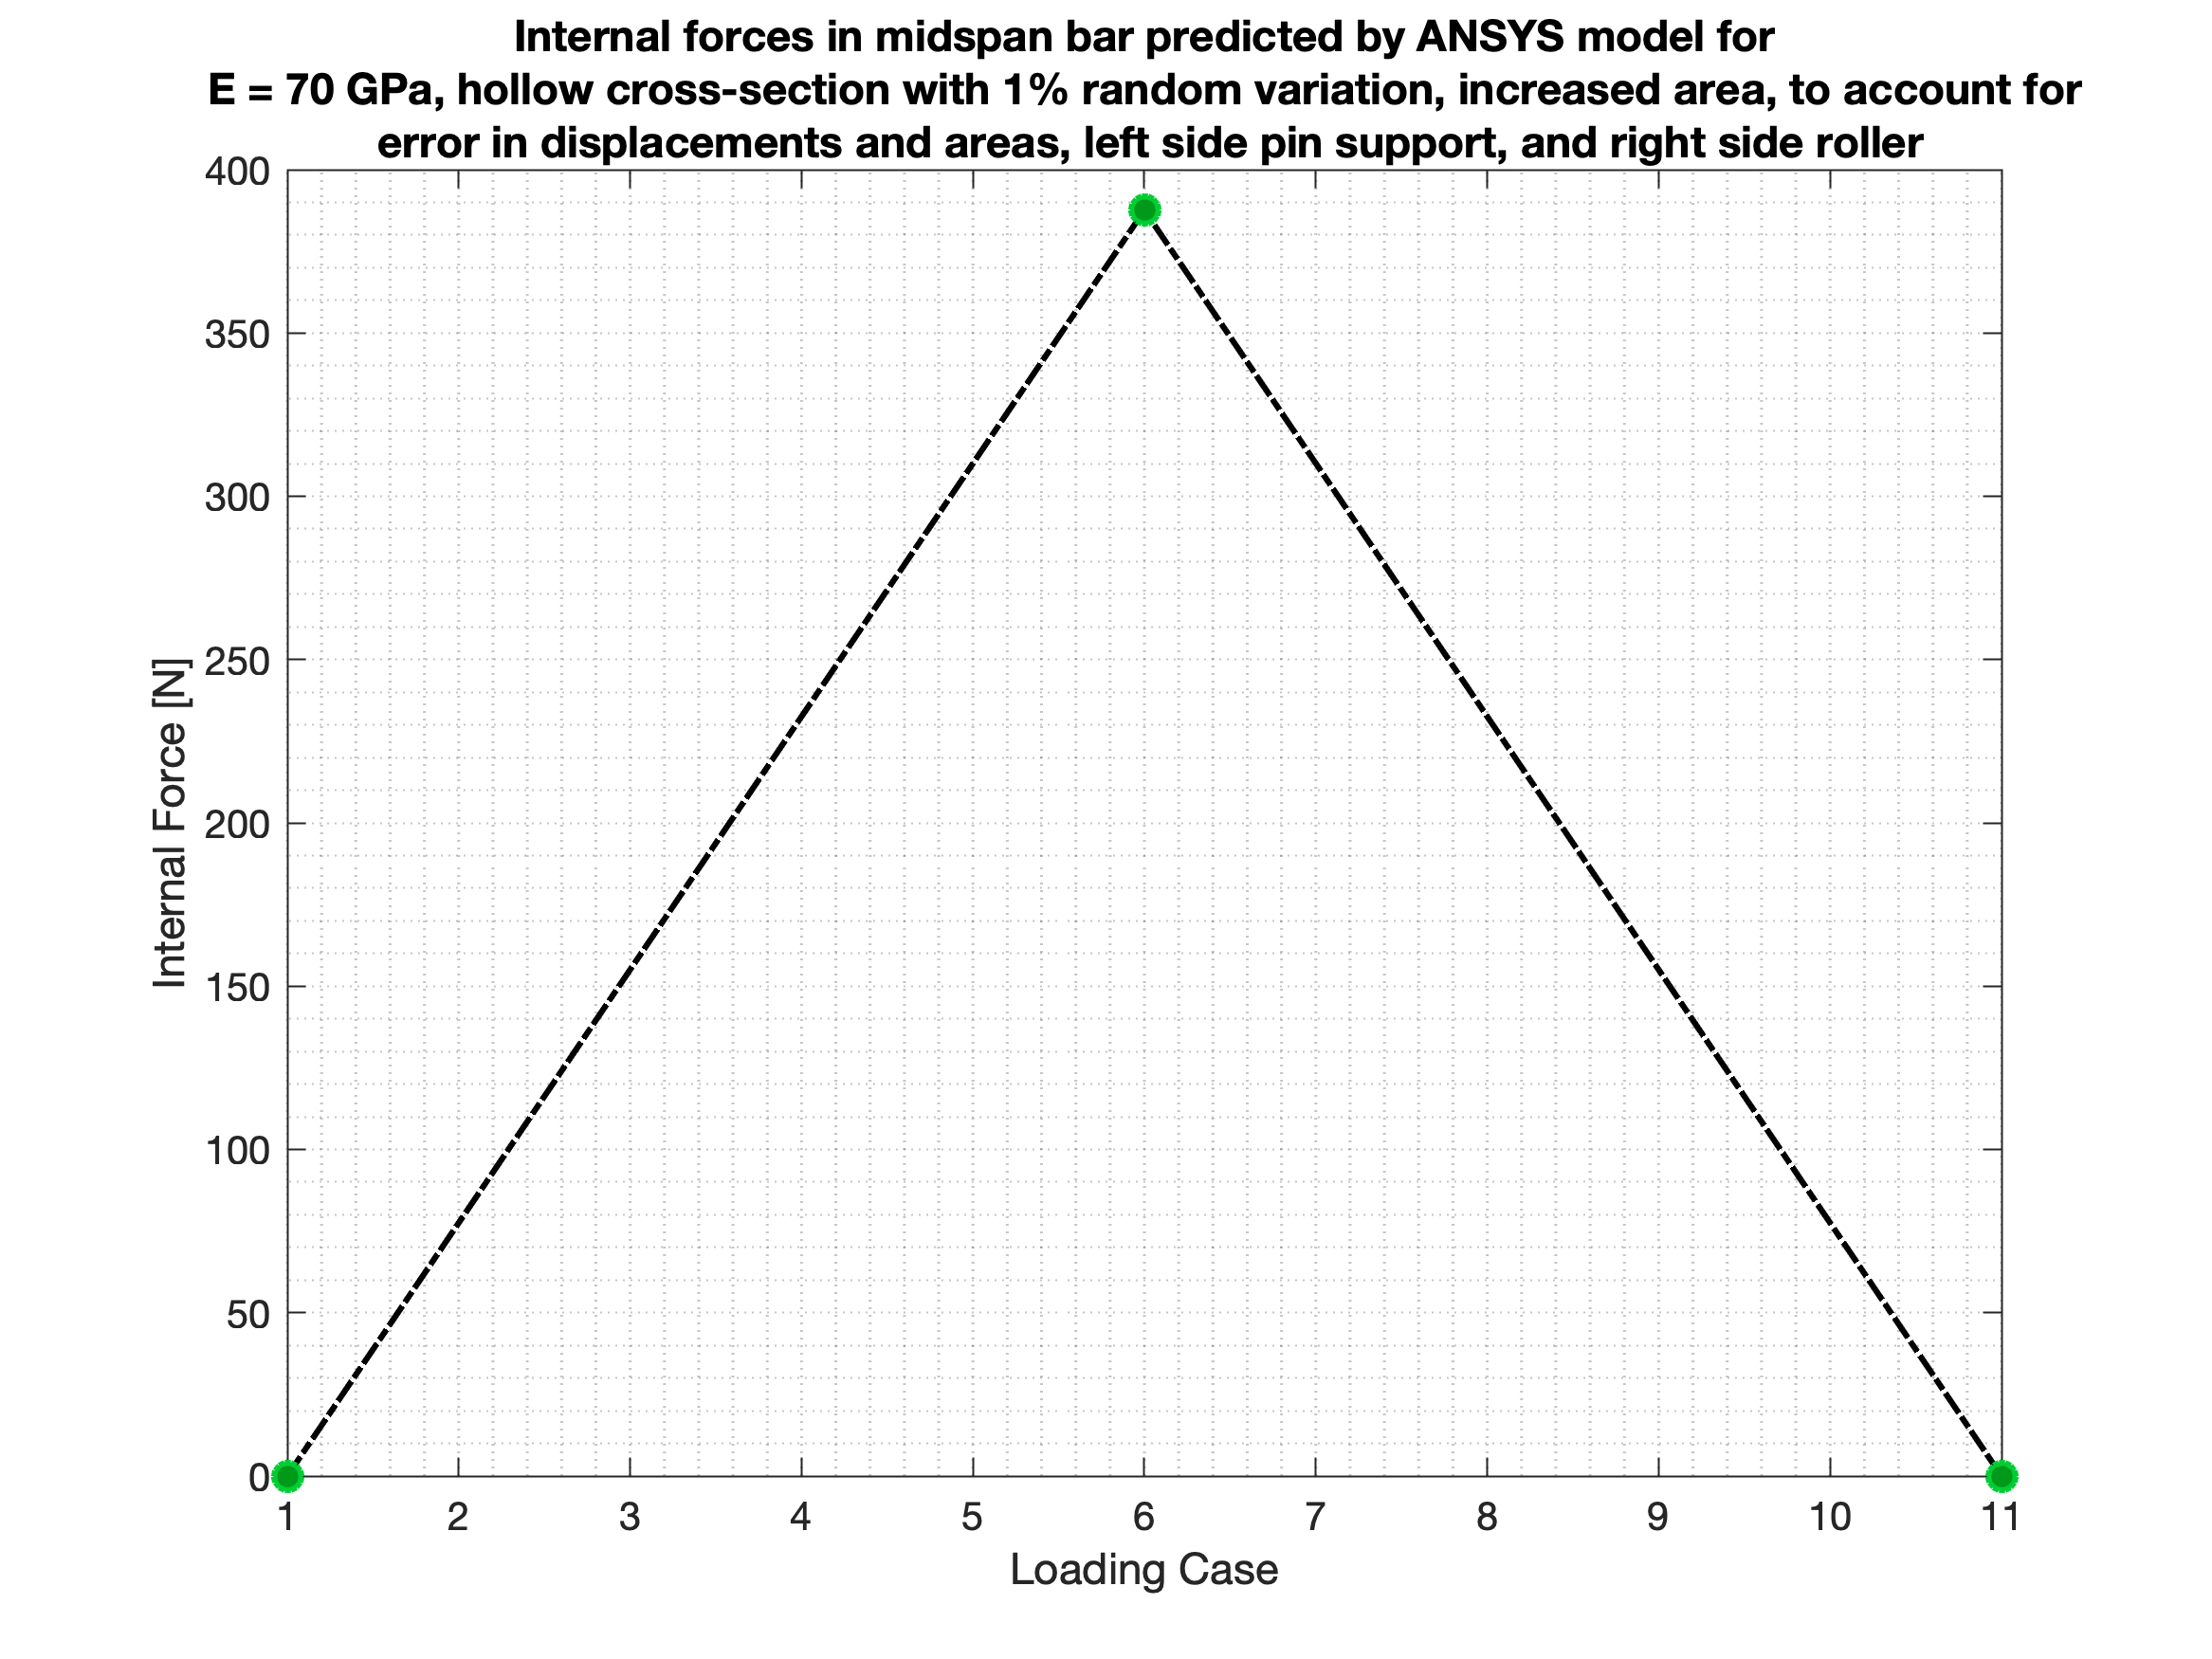 Internal forces in midspan bar predicted by ANSYS model for
E = 70 GPa, hollow cross-section with 1% random variation, increased area, to account for
error in displacements and areas, left side pin support, and right side roller
400
350
300
250
200
150
100
50
0
Internal Force [N]
1 2 3 4 5 6 7 8 9 10 11
Loading Case